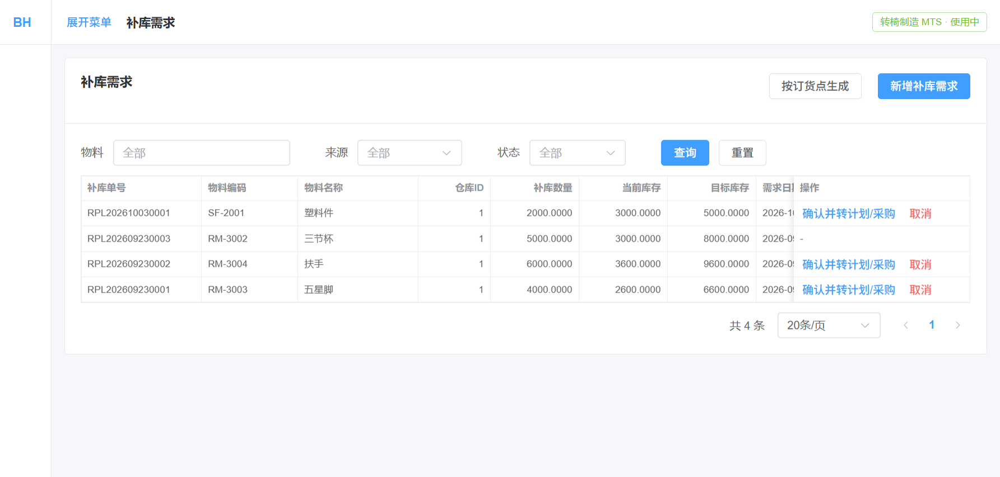 BH
展开菜单 补库需求
转椅制造 MTS · 使用中
补库需求
按订货点生成 新增补库需求
物料 全部 来源 全部 状态 全部 查询 重置
补库单号 物料编码 物料名称 仓库ID 补库数量 当前库存 目标库存 需求日 操作
RPL202610030001 SF-2001 塑料件 1 2000.0000 3000.0000 5000.0000 2026-10 确认并转计划/采购 取消
RPL202609230003 RM-3002 三节杯 1 5000.0000 3000.0000 8000.0000 2026-09 -
RPL202609230002 RM-3004 扶手 1 6000.0000 3600.0000 9600.0000 2026-09 确认并转计划/采购 取消
RPL202609230001 RM-3003 五星脚 1 4000.0000 2600.0000 6600.0000 2026-09 确认并转计划/采购 取消
共 4 条 20条/页 1